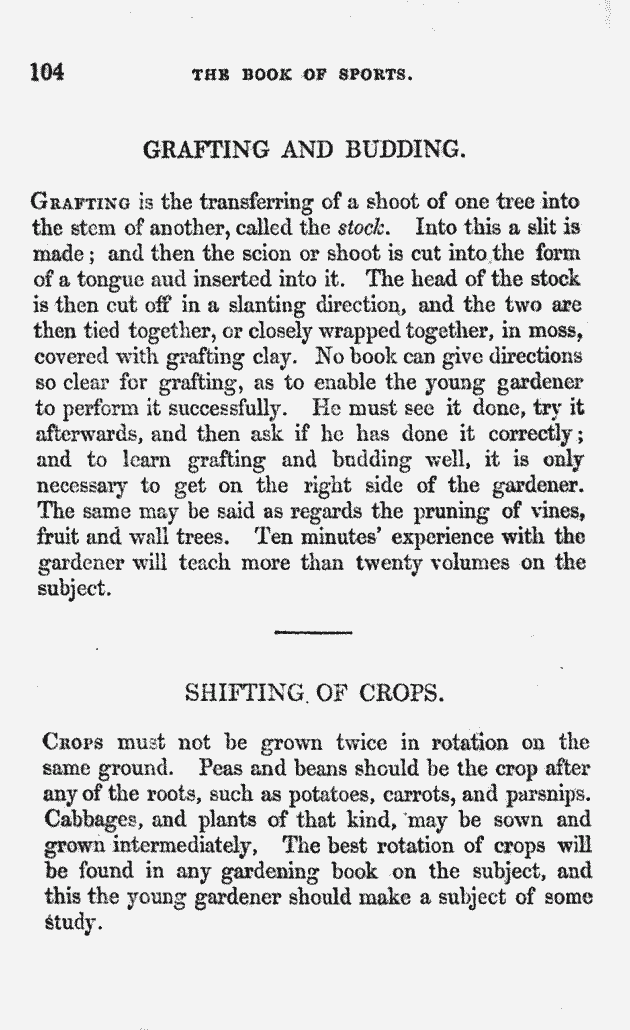 104 THE BOOK OF SPORTS.
GRAFTING AND BUDDING.
GRAFTING is the transferring of a shoot of one tree into
the stem of another, called the stock. Into this a slit is
made; and then the scion or shoot is cut into the form
of a tongue and inserted into it. The head of the stock
is then cut off in a slanting direction, and the two are
then tied together, or closely wrapped together, in moss,
covered with grafting clay. No book can give directions
so clear for grafting, as to enable the young gardener
to perform it successfully. He must see it done, try it
afterwards, and then ask if he has done it correctly;
and to learn grafting and budding well, it is only
necessary to get on the right side of the gardener.
The same may be said as regards the pruning of vines,
fruit and wall trees. Ten minutes' experience with the
gardener will teach more than twenty volumes on the
subject.
SHIFTING OF CROPS.
CROPS must not be grown twice in rotation on the
same ground. Peas and beans should be the crop after
any of the roots, such as potatoes, carrots, and parsnips.
Cabbages, and plants of that kind, may be sown and
grown intermediately, The best rotation of crops will
be found in any gardening book on the subject, and
this the young gardener should make a subject of some
study.